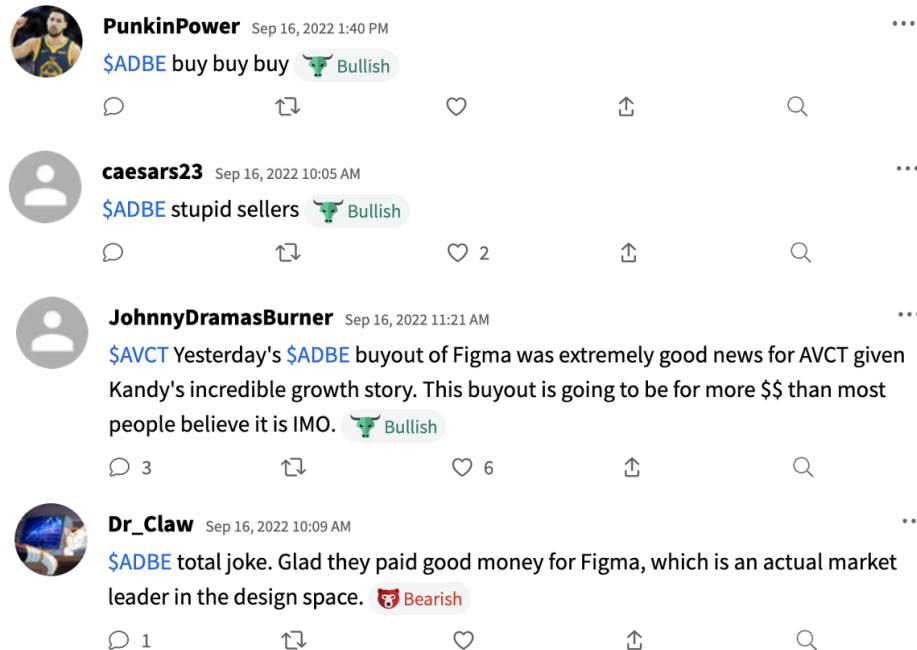 PunkinPower Sep 16, 2022 1:40 PM
$ADBE buy buy buy Bullish
caesars23 Sep 16, 2022 10:05 AM
$ADBE stupid sellers Bullish
2
JohnnyDramasBurner Sep 16, 2022 11:21 AM
$AVCT Yesterday's $ADBE buyout of Figma was extremely good news for AVCT given
Kandy's incredible growth story. This buyout is going to be for more $$ than most
people believe it is IMO. Bullish
3 6
Dr_Claw Sep 16, 2022 10:09 AM
$ADBE total joke. Glad they paid good money for Figma, which is an actual market
leader in the design space. Bearish
1